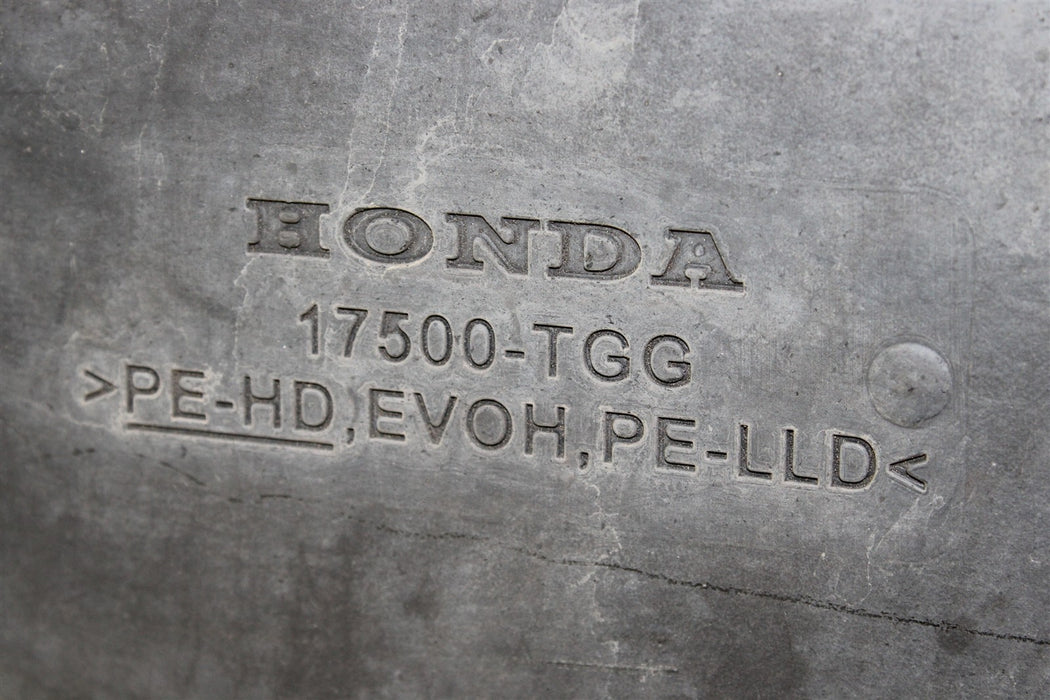 HONDA
17500-TGG
>PE-HD,EVOH,PE-LLD<